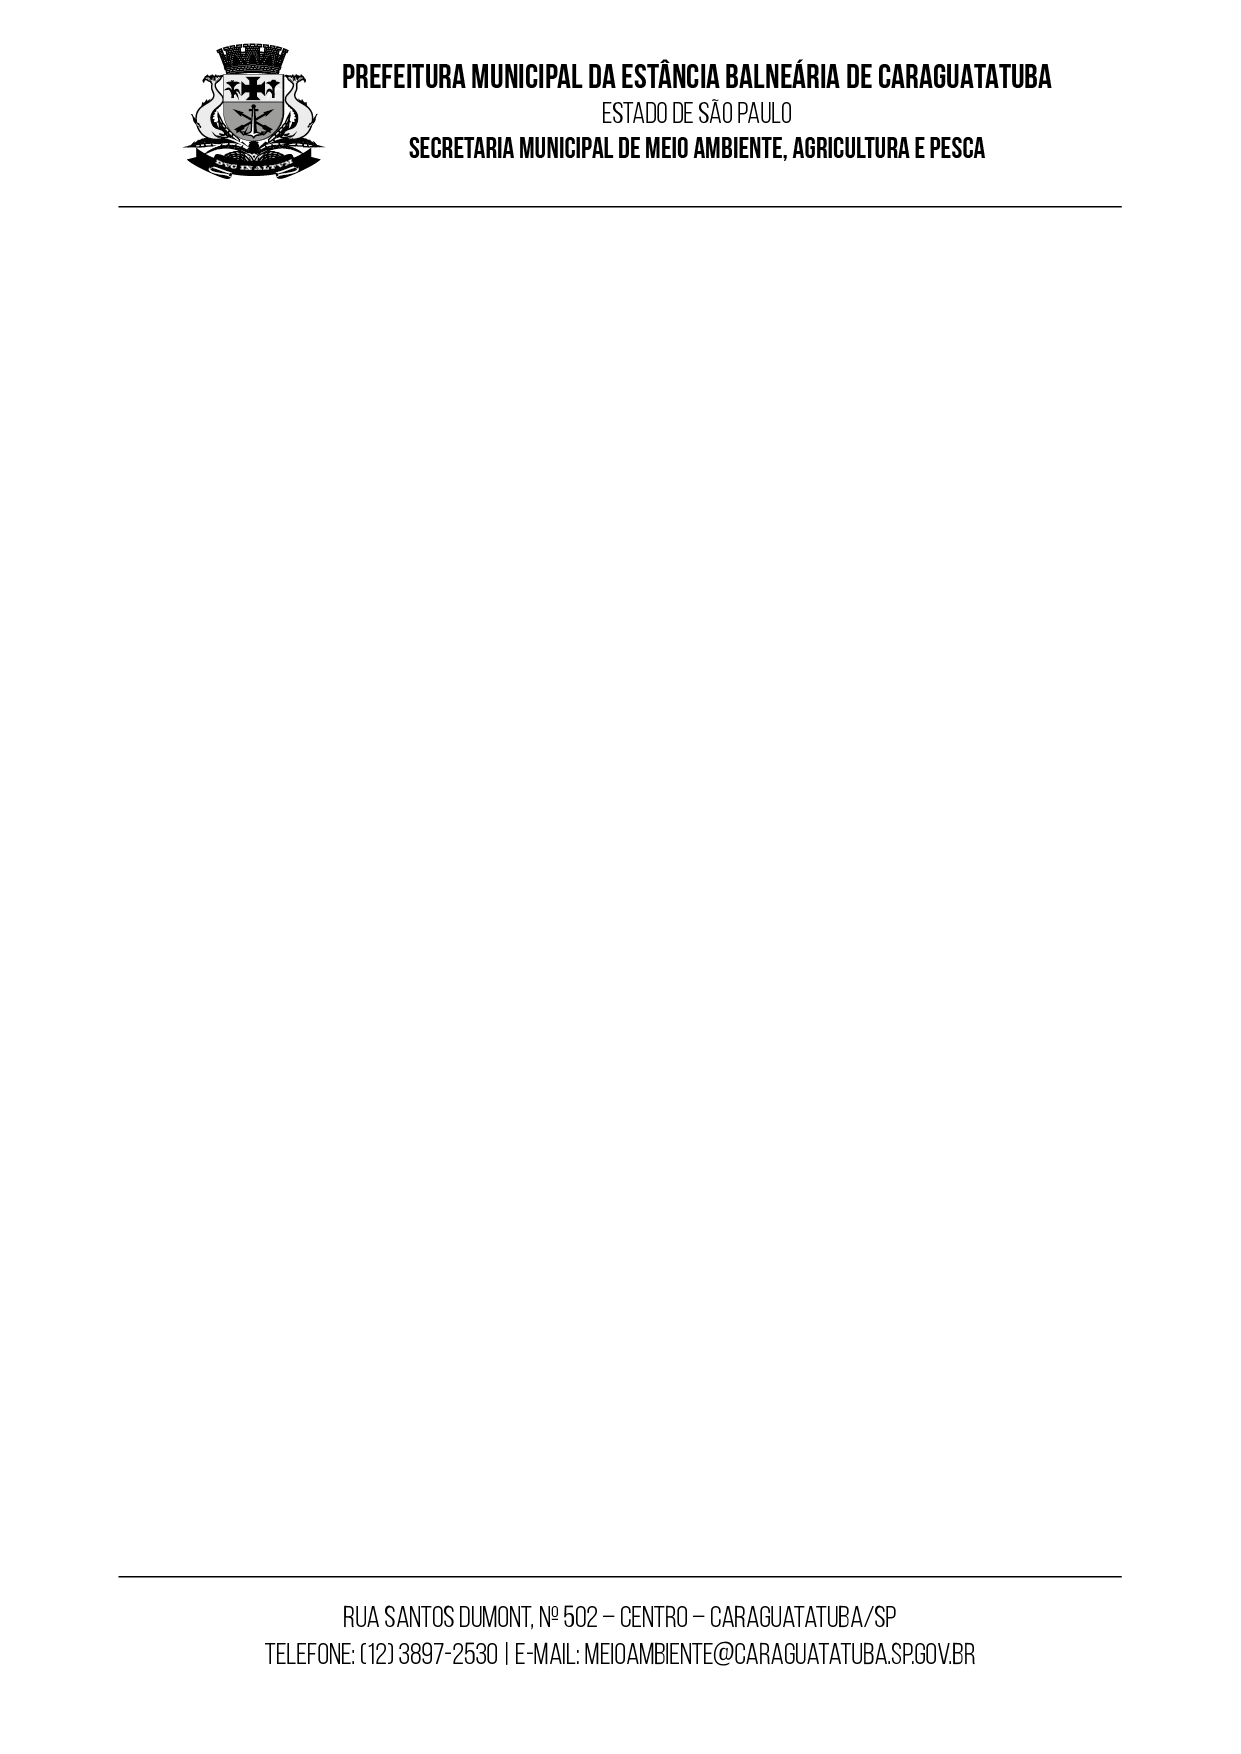 PREFEITURA MUNICIPAL DA ESTÂNCIA BALNEÁRIA DE CARAGUATATUBA
ESTADO DE SÃO PAULO
SECRETARIA MUNICIPAL DE MEIO AMBIENTE, AGRICULTURA E PESCA
RUA SANTOS DUMONT, Nº 502 – CENTRO – CARAGUATATUBA/SP
TELEFONE: (12) 3897-2530 | E-MAIL: MEIOAMBIENTE@CARAGUATATUBA.SP.GOV.BR